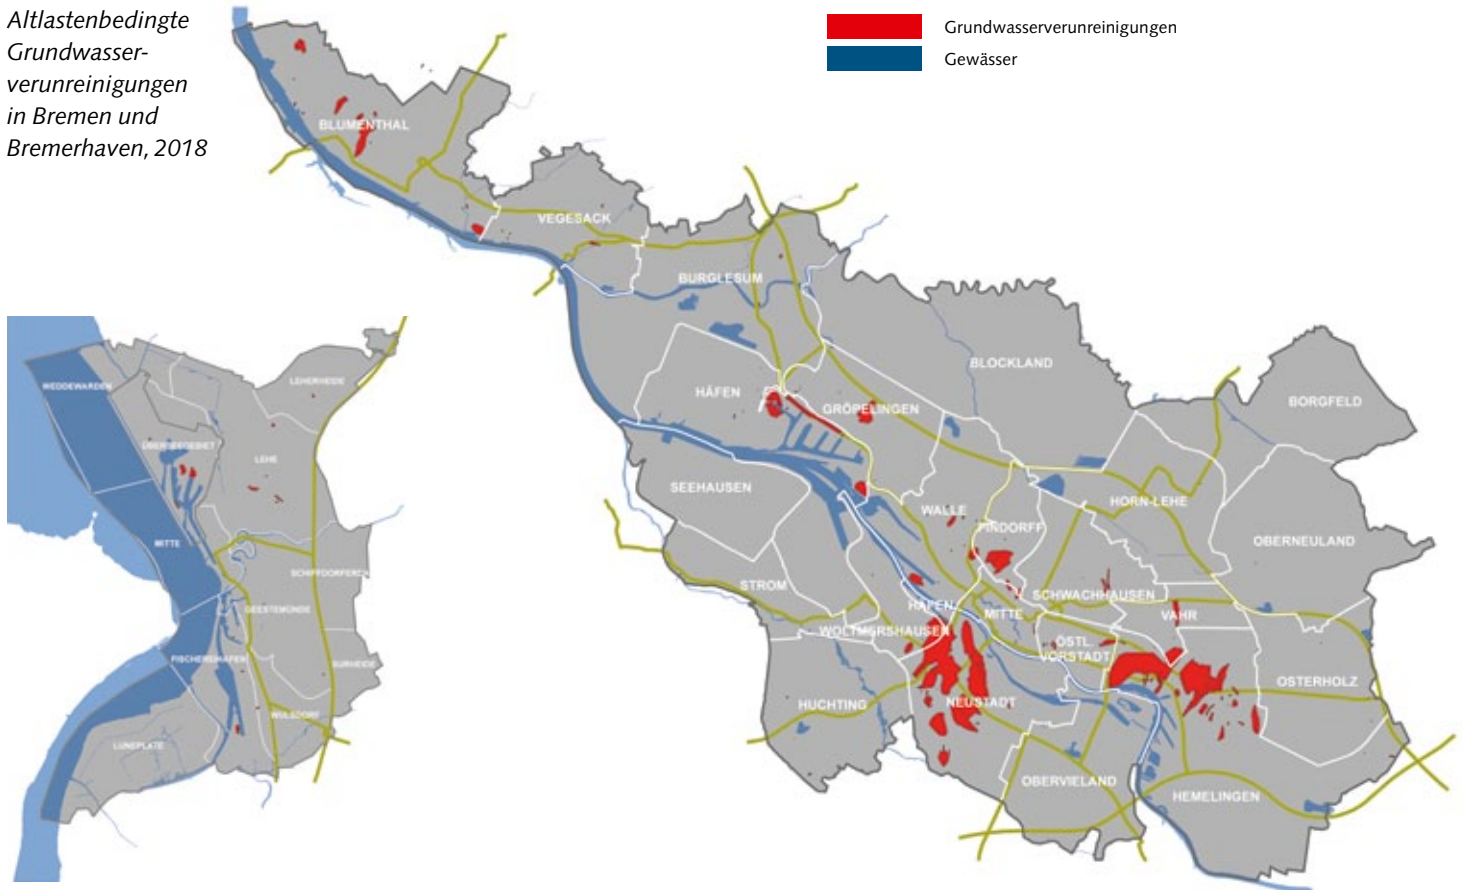 Altlastenbedingte
Grundwasser-
verunreinigungen
in Bremen und
Bremerhaven, 2018
Grundwasserverunreinigungen
Gewässer
BLUMENTHAL
VEGESACK
BURGLESUM
BLOCKLAND
HÄFEN
GRÖPELINGEN
BORGFELD
SEEHAUSEN
WALLE
FINDORFF
HORN-LEHE
OBERNEULAND
STROM
HÄFEN
MITTE
SCHWACHHAUSEN
VAHR
WOLTMERSHAUSEN
ÖSTL.
VORSTADT
OSTERHOLZ
HUCHTING
NEUSTADT
OBERVIELAND
HEMELINGEN
WEDDEWARDEN
LEHERHEIDE
ÜBERSEEGEBIET
LEHE
MITTE
SCHIFFDORFERD
GEESTEMÜNDE
FISCHEREIHAFEN
SURHEIDE
WULSDORF
LUNEPLATE